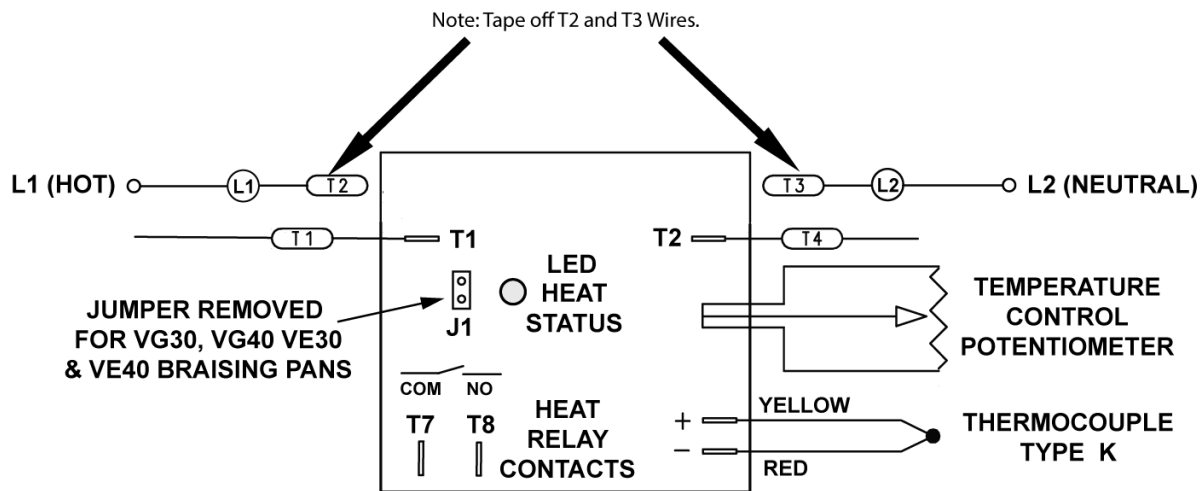 Note: Tape off T2 and T3 Wires.
L1 (HOT)
L1
T2
T3
L2
L2 (NEUTRAL)
T1
T1
T2
T4
JUMPER REMOVED
FOR VG30, VG40 VE30
& VE40 BRAISING PANS
J1
LED
HEAT
STATUS
TEMPERATURE
CONTROL
POTENTIOMETER
COM NO
T7 T8
HEAT
RELAY
CONTACTS
+
YELLOW
-
RED
THERMOCOUPLE
TYPE K